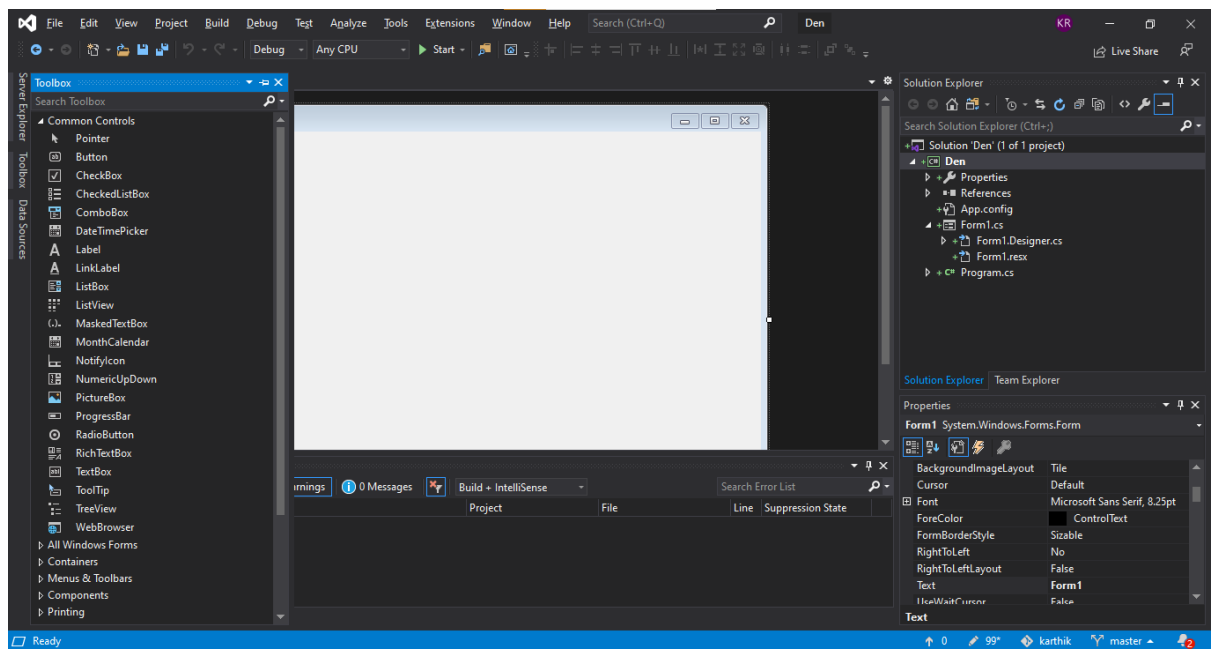 File Edit View Project Build Debug Test Analyze Tools Extensions Window Help Search (Ctrl+Q) Den KR
Debug Any CPU Start Live Share
Server Explorer
Toolbox
Data Sources
Toolbox
Search Toolbox
Common Controls
Pointer
Button
CheckBox
CheckedListBox
ComboBox
DateTimePicker
Label
LinkLabel
ListBox
ListView
MaskedTextBox
MonthCalendar
NotifyIcon
NumericUpDown
PictureBox
ProgressBar
RadioButton
RichTextBox
TextBox
ToolTip
TreeView
WebBrowser
All Windows Forms
Containers
Menus & Toolbars
Components
Printing
rnings 0 Messages Build + IntelliSense Search Error List
Project File Line Suppression State
Solution Explorer
Search Solution Explorer (Ctrl+;)
Solution 'Den' (1 of 1 project)
C# Den
Properties
References
App.config
Form1.cs
Form1.Designer.cs
Form1.resx
C# Program.cs
Solution Explorer Team Explorer
Properties
Form1 System.Windows.Forms.Form
BackgroundImageLayout Tile
Cursor Default
Font Microsoft Sans Serif, 8.25pt
ForeColor ControlText
FormBorderStyle Sizable
RightToLeft No
RightToLeftLayout False
Text Form1
UseWaitCursor False
Text
Ready 0 99* karthik master 2